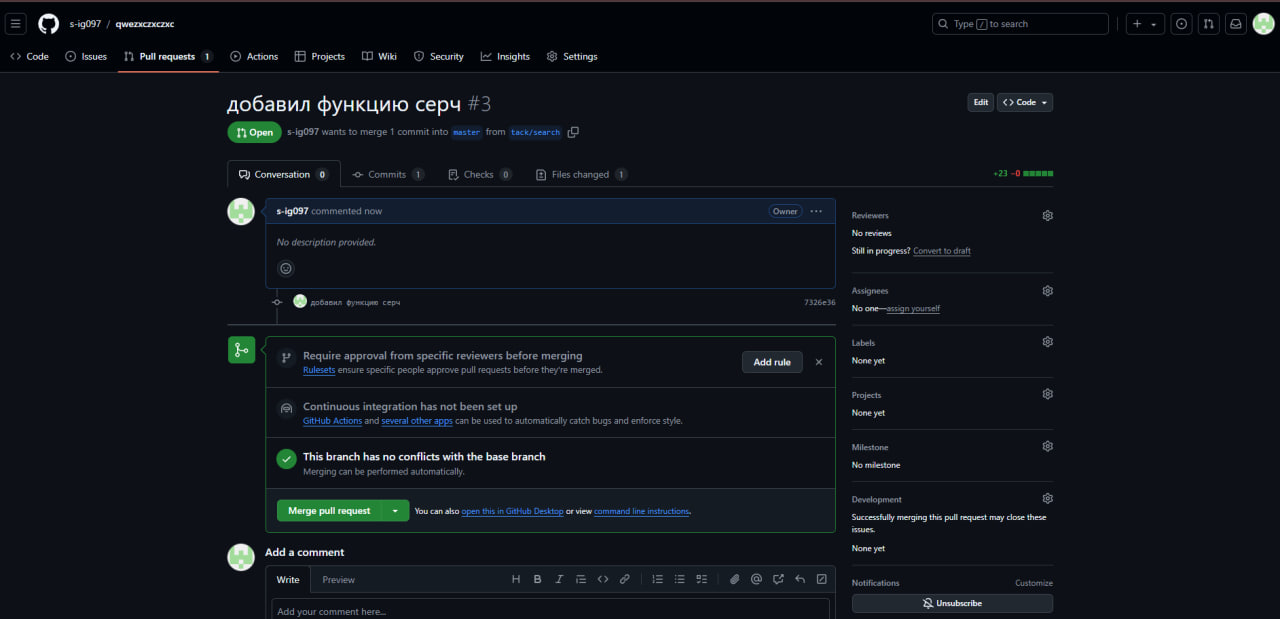 s-ig097 / qwezxczxczxc
Type / to search
Code Issues Pull requests 1 Actions Projects Wiki Security Insights Settings
добавил функцию серч #3
Edit Code
Open s-ig097 wants to merge 1 commit into master from tack/search
Conversation 0 Commits 1 Checks 0 Files changed 1
+23 −0
s-ig097 commented now
Owner
No description provided.
добавил функцию серч 7326e36
Require approval from specific reviewers before merging
Rulesets ensure specific people approve pull requests before they're merged.
Add rule
Continuous integration has not been set up
GitHub Actions and several other apps can be used to automatically catch bugs and enforce style.
This branch has no conflicts with the base branch
Merging can be performed automatically.
Merge pull request You can also open this in GitHub Desktop or view command line instructions.
Add a comment
Write Preview
Add your comment here...
Reviewers
No reviews
Still in progress? Convert to draft
Assignees
No one—assign yourself
Labels
None yet
Projects
None yet
Milestone
No milestone
Development
Successfully merging this pull request may close these
issues.
None yet
Notifications Customize
Unsubscribe